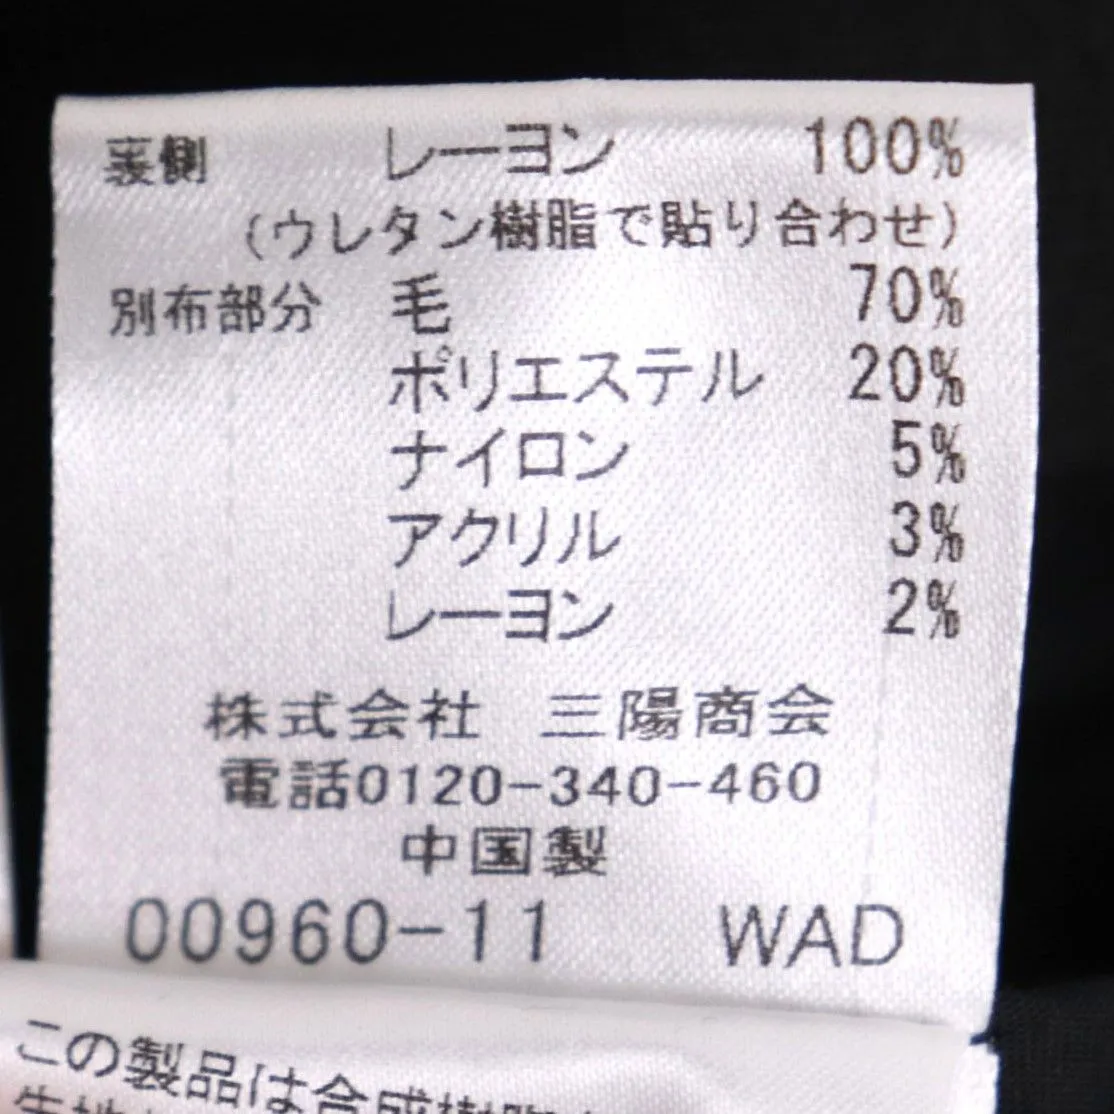 裏側 レーヨン 100%
(ウレタン樹脂で貼り合わせ)
別布部分 毛 70%
ポリエステル 20%
ナイロン 5%
アクリル 3%
レーヨン 2%
株式会社 三陽商会
電話0120-340-460
中国製
00960-11 WAD
この製品は合成樹脂
生地